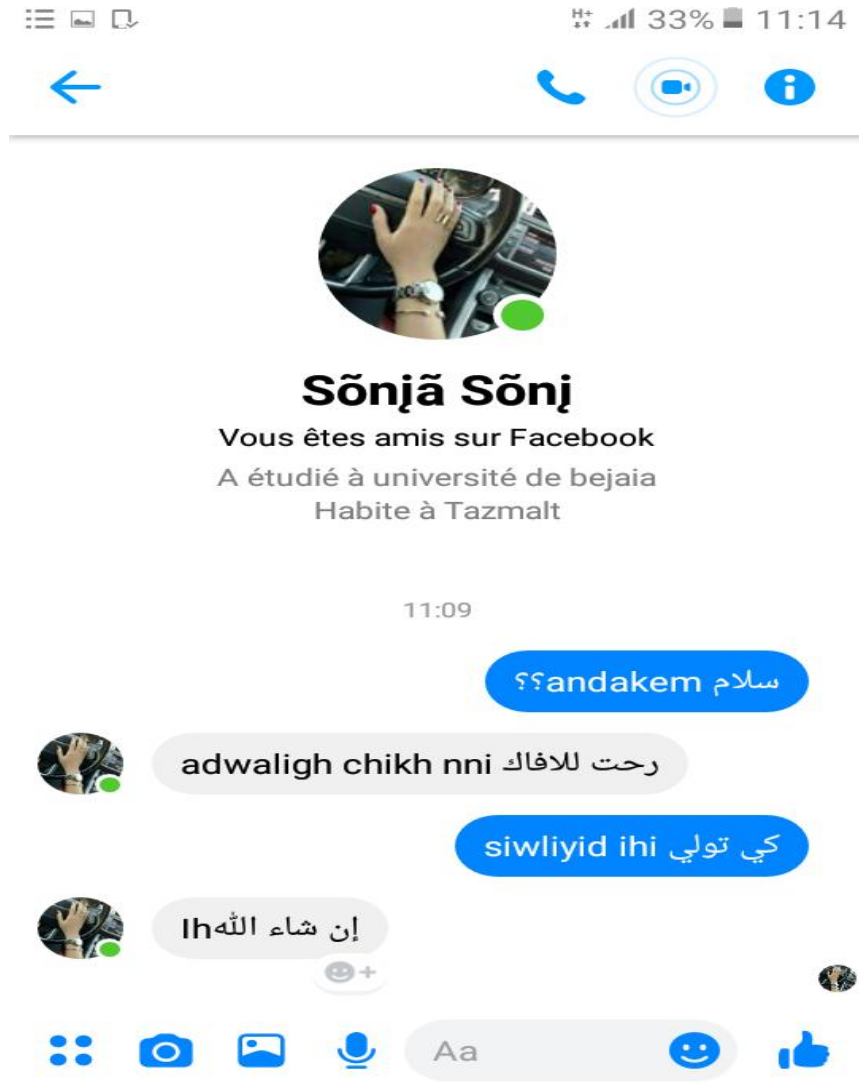 H+ 33% 11:14
Sõnįã Sõnį
Vous êtes amis sur Facebook
A étudié à université de bejaia
Habite à Tazmalt
11:09
سلام andakem؟؟
رحت للافاك adwaligh chikh nni
كي تولي siwliyid ihi
إن شاء اللهIh
Aa